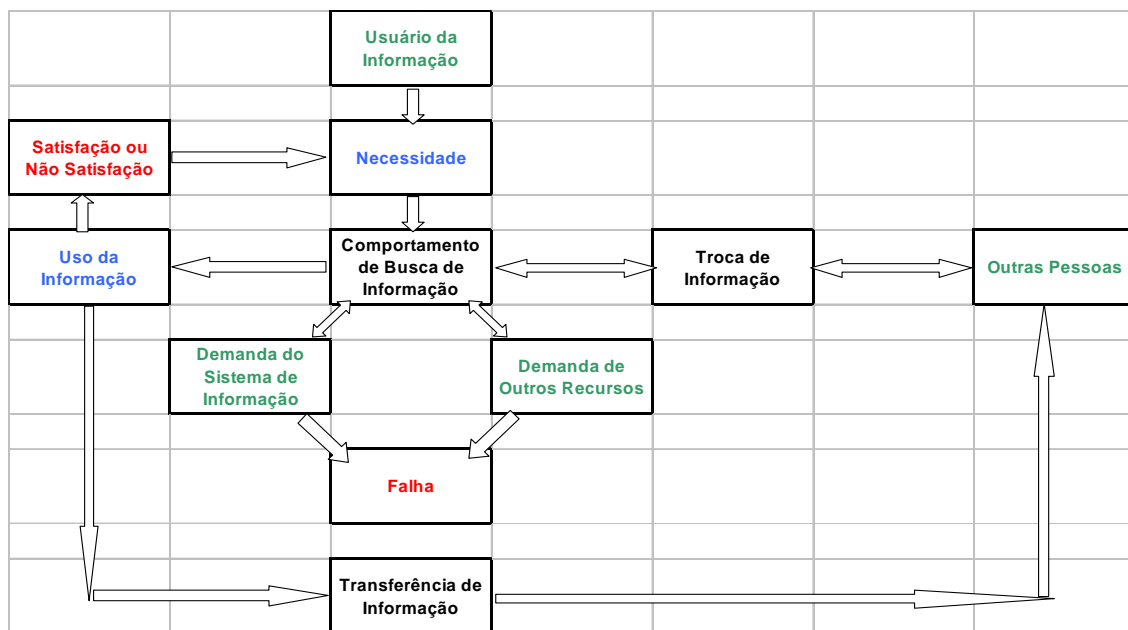 Usuário da
Informação
Satisfação ou
Não Satisfação
Necessidade
Uso da
Informação
Comportamento
de Busca de
Informação
Troca de
Informação
Outras Pessoas
Demanda do
Sistema de
Informação
Demanda de
Outros Recursos
Falha
Transferência de
Informação